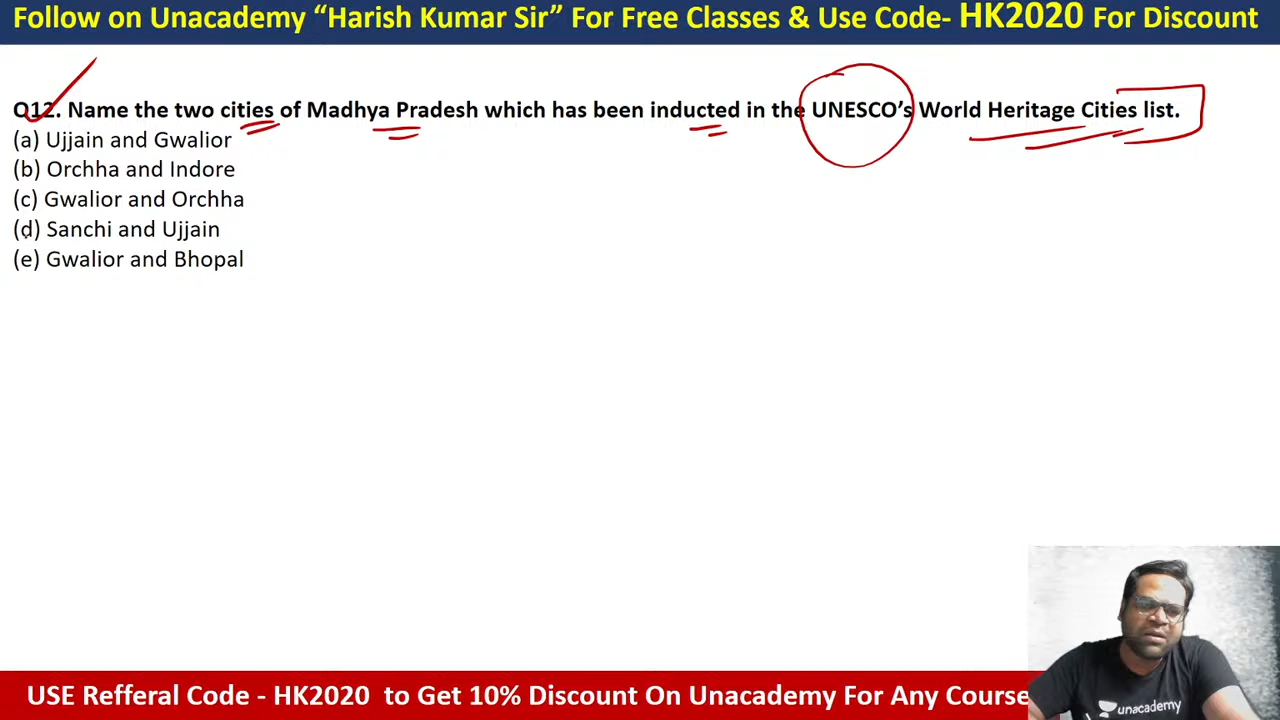 Follow on Unacademy “Harish Kumar Sir” For Free Classes & Use Code- HK2020 For Discount
Q12. Name the two cities of Madhya Pradesh which has been inducted in the UNESCO’s World Heritage Cities list.
(a) Ujjain and Gwalior
(b) Orchha and Indore
(c) Gwalior and Orchha
(d) Sanchi and Ujjain
(e) Gwalior and Bhopal
USE Refferal Code - HK2020 to Get 10% Discount On Unacademy For Any Course
unacademy